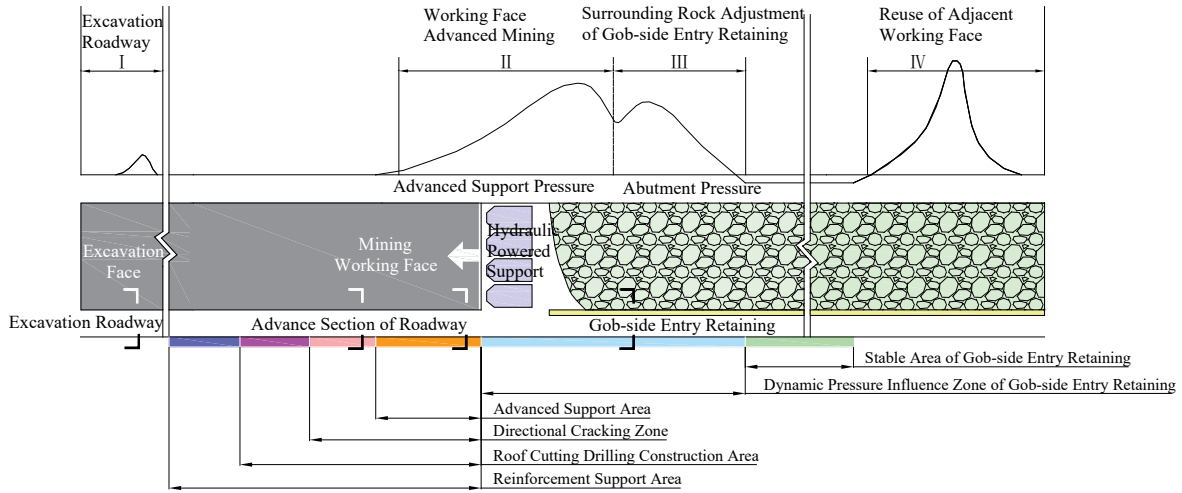 Excavation
Roadway
I
Working Face
Advanced Mining
II
Surrounding Rock Adjustment
of Gob-side Entry Retaining
III
Reuse of Adjacent
Working Face
IV
Advanced Support Pressure
Abutment Pressure
Excavation
Face
Mining
Working Face
Hydraulic
Powered
Support
Excavation Roadway
Advance Section of Roadway
Gob-side Entry Retaining
Stable Area of Gob-side Entry Retaining
Dynamic Pressure Influence Zone of Gob-side Entry Retaining
Advanced Support Area
Directional Cracking Zone
Roof Cutting Drilling Construction Area
Reinforcement Support Area